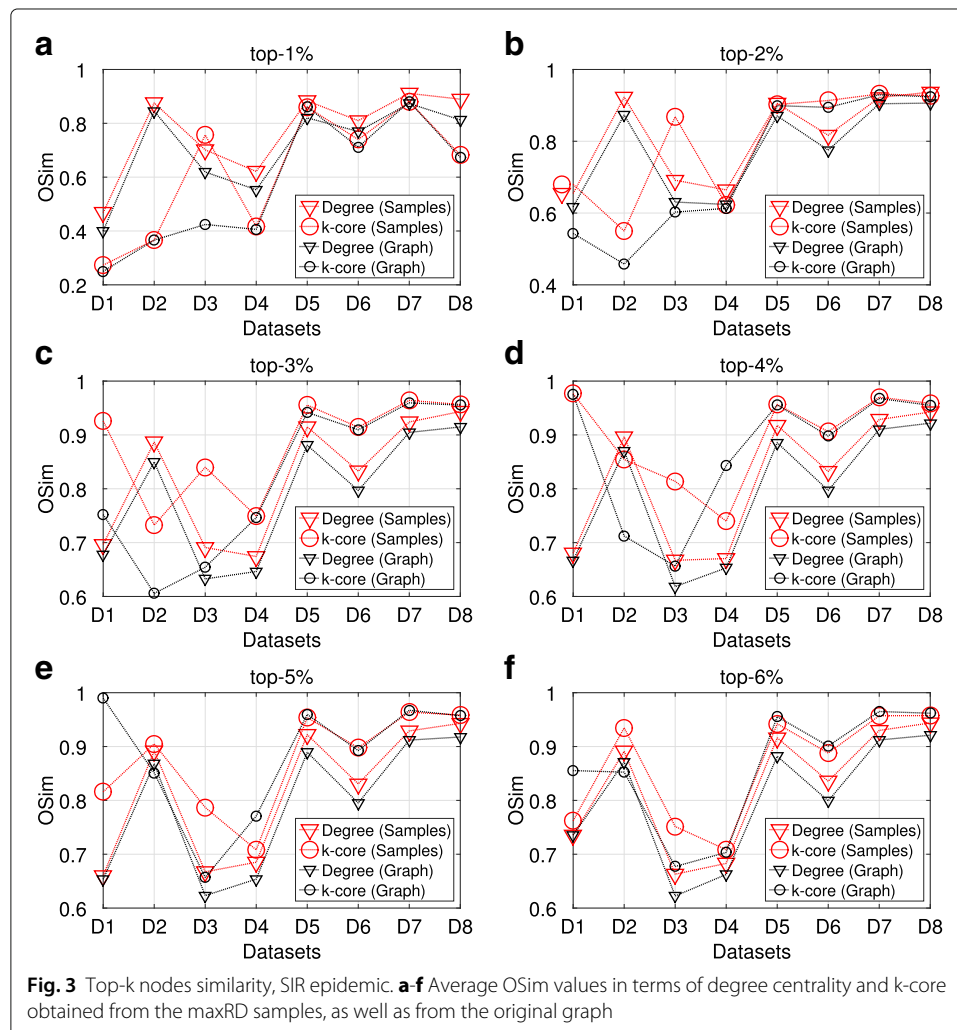 a
top-1%
1
0.8
0.6
0.4
0.2
OSim
Degree (Samples)
k-core (Samples)
Degree (Graph)
k-core (Graph)
D1 D2 D3 D4 D5 D6 D7 D8
Datasets
b
top-2%
1
0.8
0.6
0.4
OSim
Degree (Samples)
k-core (Samples)
Degree (Graph)
k-core (Graph)
D1 D2 D3 D4 D5 D6 D7 D8
Datasets
c
top-3%
1
0.9
0.8
0.7
0.6
OSim
Degree (Samples)
k-core (Samples)
Degree (Graph)
k-core (Graph)
D1 D2 D3 D4 D5 D6 D7 D8
Datasets
d
top-4%
1
0.9
0.8
0.7
0.6
OSim
Degree (Samples)
k-core (Samples)
Degree (Graph)
k-core (Graph)
D1 D2 D3 D4 D5 D6 D7 D8
Datasets
e
top-5%
1
0.9
0.8
0.7
0.6
OSim
Degree (Samples)
k-core (Samples)
Degree (Graph)
k-core (Graph)
D1 D2 D3 D4 D5 D6 D7 D8
Datasets
f
top-6%
1
0.9
0.8
0.7
0.6
OSim
Degree (Samples)
k-core (Samples)
Degree (Graph)
k-core (Graph)
D1 D2 D3 D4 D5 D6 D7 D8
Datasets
Fig. 3 Top-k nodes similarity, SIR epidemic. a-f Average OSim values in terms of degree centrality and k-core
obtained from the maxRD samples, as well as from the original graph